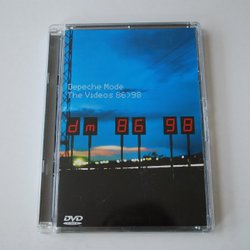 Depeche Mode
The Videos 86>98
dm 86 98
DVD